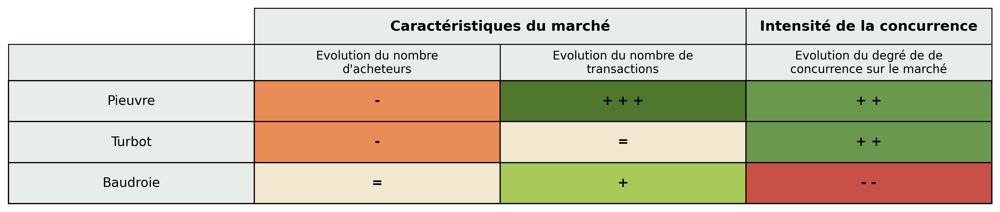 Caractéristiques du marché
Intensité de la concurrence
Evolution du nombre
d'acheteurs
Evolution du nombre de
transactions
Evolution du degré de de
concurrence sur le marché
Pieuvre
-
+ + +
+ +
Turbot
-
=
+ +
Baudroie
=
+
- -